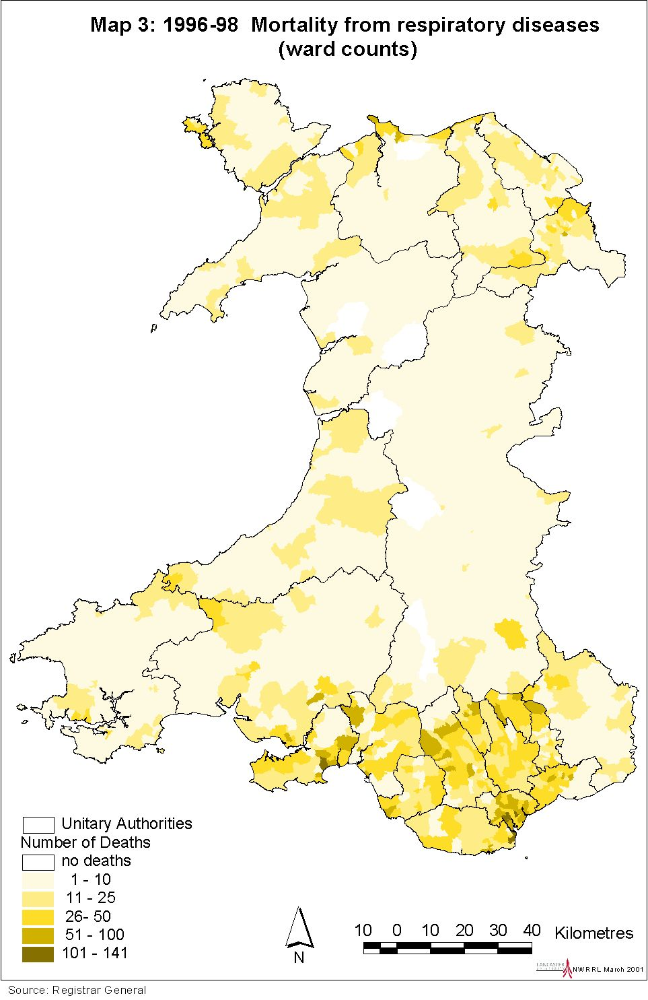 Map 3: 1996-98 Mortality from respiratory diseases
(ward counts)
Unitary Authorities
Number of Deaths
no deaths
1 - 10
11 - 25
26- 50
51 - 100
101 - 141
N
10 0 10 20 30 40 Kilometres
LANCASTER
UNIVERSITY
NWRRL March 2001
Source: Registrar General